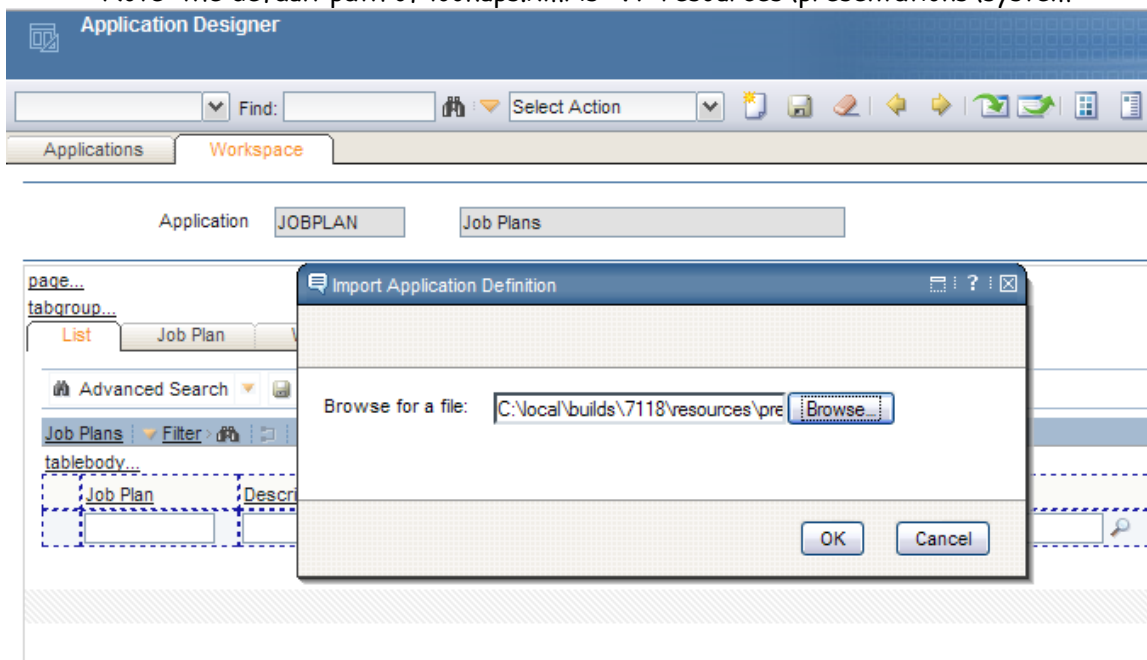 Application Designer
Find: Select Action
Applications Workspace
Application JOBPLAN Job Plans
page...
Import Application Definition ?
tabgroup...
List Job Plan
Advanced Search
Browse for a file: C:\local\builds\7118\resources\pre Browse...
Job Plans Filter
tablebody...
Job Plan Descri
OK Cancel